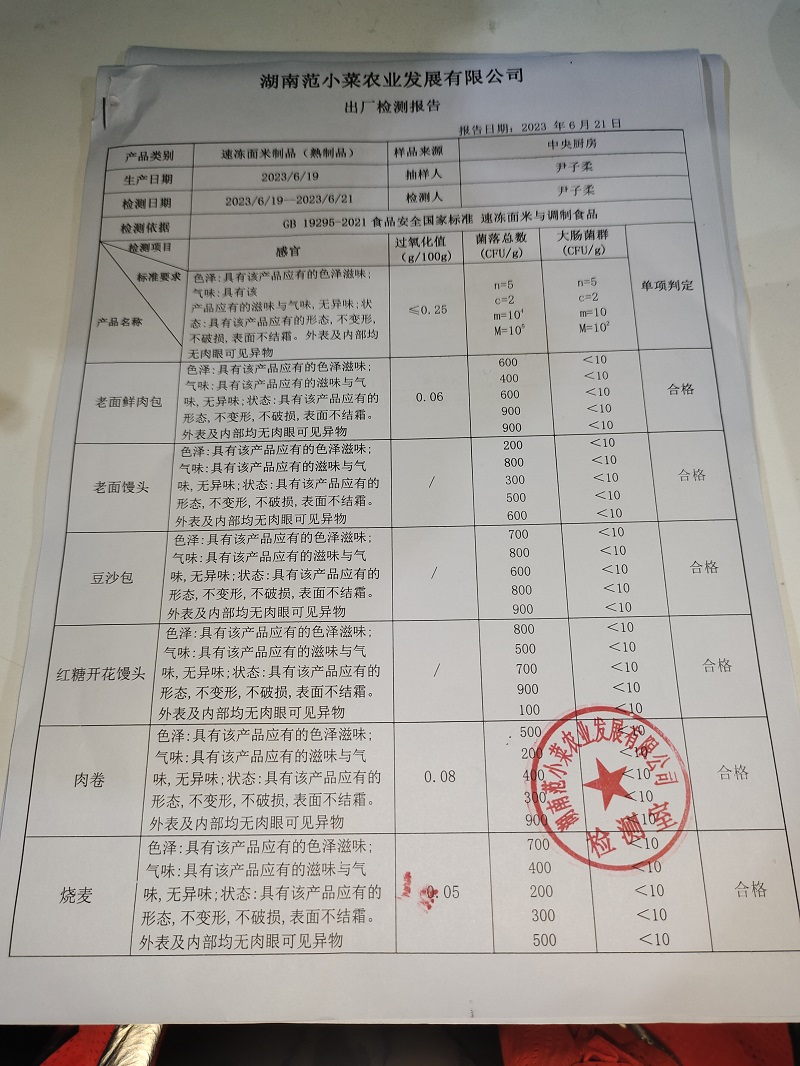 湖南范小菜农业发展有限公司
出厂检测报告
报告日期：2023 年 6 月 21 日
产品类别 速冻面米制品（熟制品） 样品来源 中央厨房
生产日期 2023/6/19 抽样人 尹子柔
检测日期 2023/6/19—2023/6/21 检测人 尹子柔
检测依据 GB 19295-2021 食品安全国家标准 速冻面米与调制食品
检测项目
标准要求
产品名称
感官
过氧化值
(g/100g)
菌落总数
(CFU/g)
大肠菌群
(CFU/g)
单项判定
色泽:具有该产品应有的色泽滋味;
气味:具有该
产品应有的滋味与气味,无异味;状
态:具有该产品应有的形态,不变形,
不破损,表面不结霜。外表及内部均
无肉眼可见异物
≤0.25
n=5
c=2
m=10⁴
M=10⁵
n=5
c=2
m=10
M=10²
老面鲜肉包
色泽:具有该产品应有的色泽滋味;
气味:具有该产品应有的滋味与气
味,无异味;状态:具有该产品应有的
形态,不变形,不破损,表面不结霜。
外表及内部均无肉眼可见异物
0.06
600
400
600
900
900
<10
<10
<10
<10
<10
合格
老面馒头
色泽:具有该产品应有的色泽滋味;
气味:具有该产品应有的滋味与气
味,无异味;状态:具有该产品应有的
形态,不变形,不破损,表面不结霜。
外表及内部均无肉眼可见异物
/
200
800
300
500
600
<10
<10
<10
<10
<10
合格
豆沙包
色泽:具有该产品应有的色泽滋味;
气味:具有该产品应有的滋味与气
味,无异味;状态:具有该产品应有的
形态,不变形,不破损,表面不结霜。
外表及内部均无肉眼可见异物
/
700
800
600
800
900
<10
<10
<10
<10
<10
合格
红糖开花馒头
色泽:具有该产品应有的色泽滋味;
气味:具有该产品应有的滋味与气
味,无异味;状态:具有该产品应有的
形态,不变形,不破损,表面不结霜。
外表及内部均无肉眼可见异物
/
800
500
700
900
100
<10
<10
<10
<10
<10
合格
肉卷
色泽:具有该产品应有的色泽滋味;
气味:具有该产品应有的滋味与气
味,无异味;状态:具有该产品应有的
形态,不变形,不破损,表面不结霜。
外表及内部均无肉眼可见异物
0.08
500
200
400
300
900
<10
<10
<10
<10
<10
合格
湖南范小菜农业发展有限公司
检测室
烧麦
色泽:具有该产品应有的色泽滋味;
气味:具有该产品应有的滋味与气
味,无异味;状态:具有该产品应有的
形态,不变形,不破损,表面不结霜。
外表及内部均无肉眼可见异物
0.05
700
400
200
300
500
<10
<10
<10
<10
<10
合格